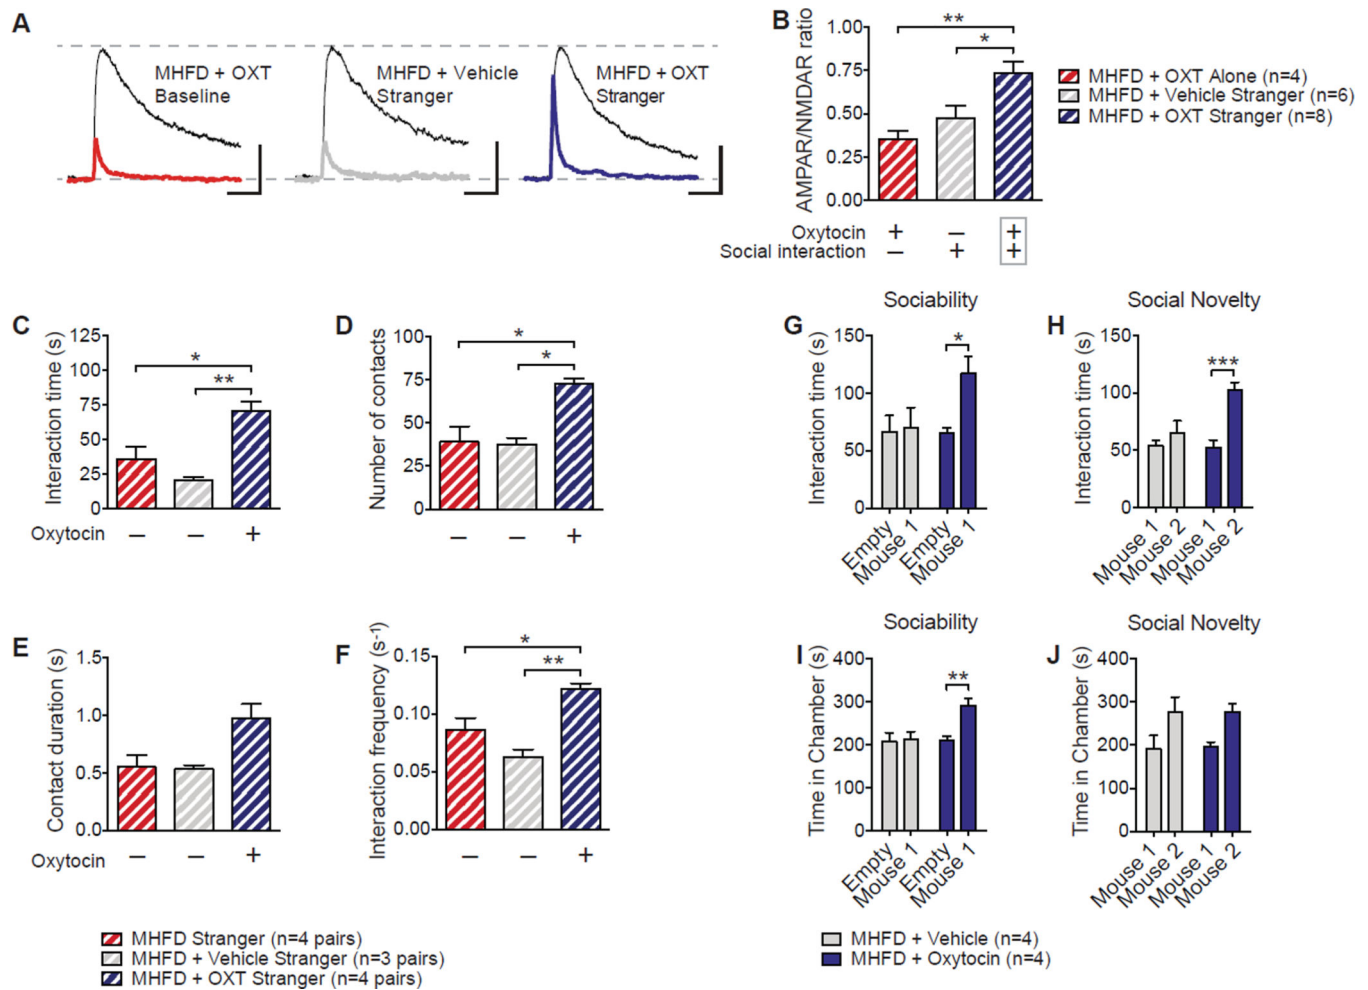 A
MHFD + OXT
Baseline
MHFD + Vehicle
Stranger
MHFD + OXT
Stranger
B
AMPAR/NMDAR ratio
1.00
0.75
0.50
0.25
0.00
**
*
Oxytocin + – +
Social interaction – + +
MHFD + OXT Alone (n=4)
MHFD + Vehicle Stranger (n=6)
MHFD + OXT Stranger (n=8)
C
Interaction time (s)
125
100
75
50
25
0
*
**
Oxytocin – – +
D
Number of contacts
100
75
50
25
0
*
*
– – +
E
Contact duration (s)
1.5
1.0
0.5
0.0
Oxytocin – – +
F
Interaction frequency (s-1)
0.15
0.10
0.05
0.00
*
**
– – +
MHFD Stranger (n=4 pairs)
MHFD + Vehicle Stranger (n=3 pairs)
MHFD + OXT Stranger (n=4 pairs)
G
Sociability
Interaction time (s)
150
100
50
0
*
Empty
Mouse 1
Empty
Mouse 1
H
Social Novelty
Interaction time (s)
150
100
50
0
***
Mouse 1
Mouse 2
Mouse 1
Mouse 2
I
Sociability
Time in Chamber (s)
400
300
200
100
0
**
Empty
Mouse 1
Empty
Mouse 1
J
Social Novelty
Time in Chamber (s)
400
300
200
100
0
Mouse 1
Mouse 2
Mouse 1
Mouse 2
MHFD + Vehicle (n=4)
MHFD + Oxytocin (n=4)